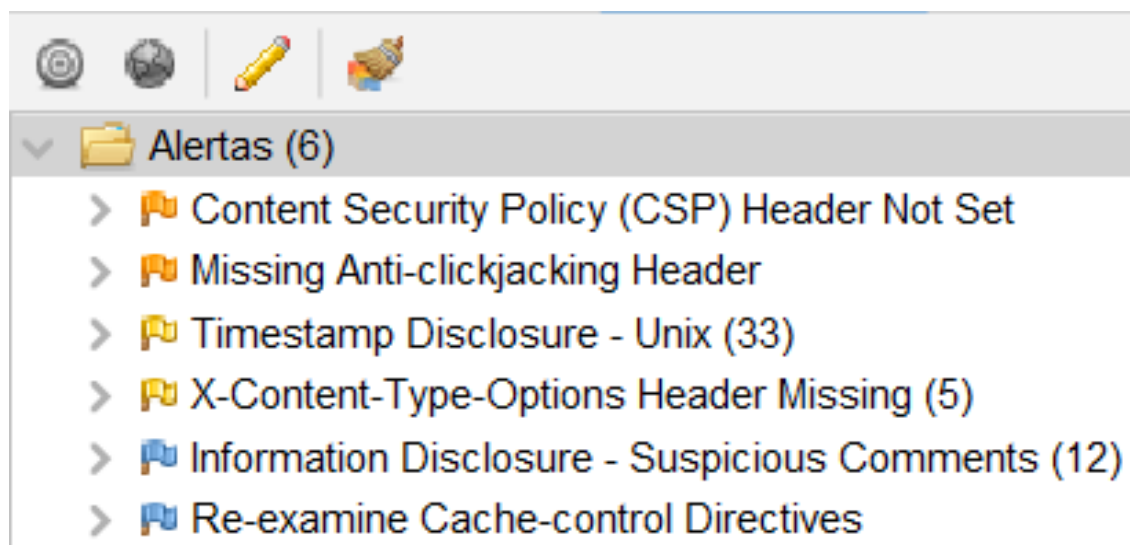 Alertas (6)
Content Security Policy (CSP) Header Not Set
Missing Anti-clickjacking Header
Timestamp Disclosure - Unix (33)
X-Content-Type-Options Header Missing (5)
Information Disclosure - Suspicious Comments (12)
Re-examine Cache-control Directives